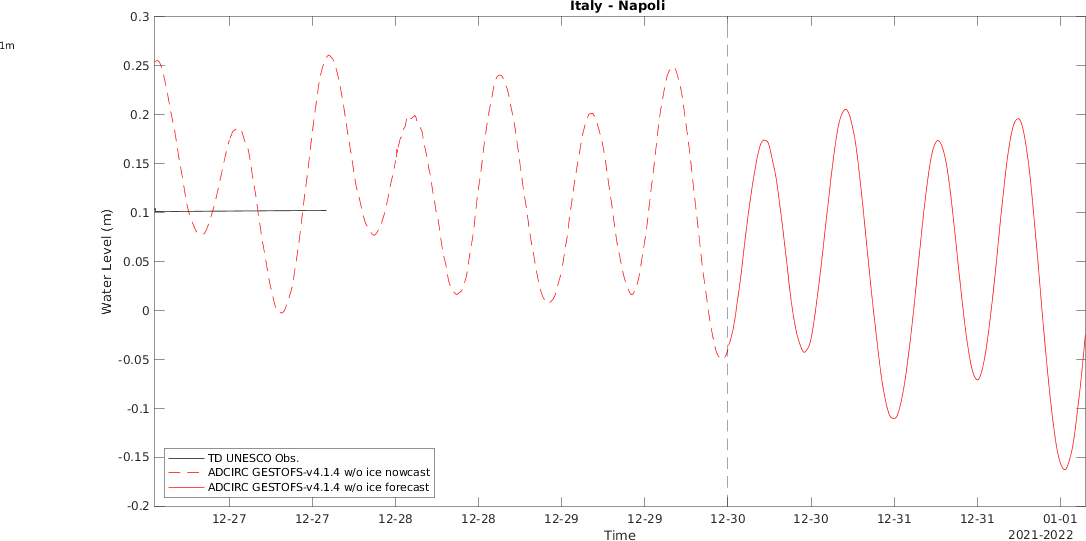 Italy - Napoli
1m
0.3
0.25
0.2
0.15
0.1
0.05
0
-0.05
-0.1
-0.15
-0.2
Water Level (m)
TD UNESCO Obs.
ADCIRC GESTOFS-v4.1.4 w/o ice nowcast
ADCIRC GESTOFS-v4.1.4 w/o ice forecast
12-27 12-27 12-28 12-28 12-29 12-29 12-30 12-30 12-31 12-31 01-01
Time
2021-2022